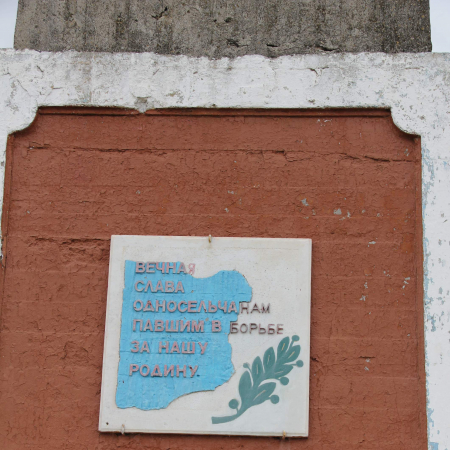 ВЕЧНАЯ
СЛАВА
ОДНОСЕЛЬЧАНАМ
ПАВШИМ В БОРЬБЕ
ЗА НАШУ
РОДИНУ